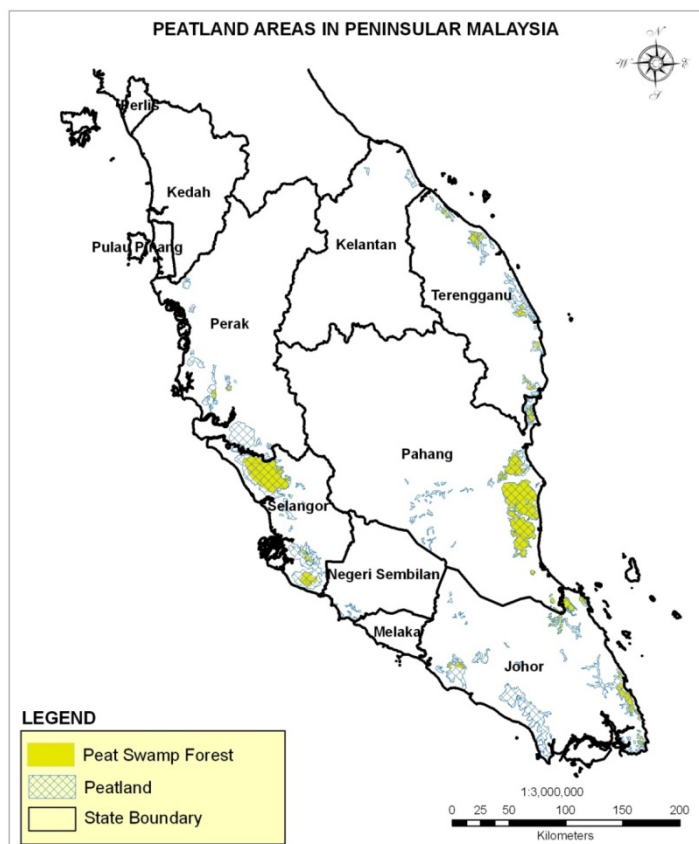 PEATLAND AREAS IN PENINSULAR MALAYSIA
N
W E
S
Perlis
Kedah
Pulau Pinang
Kelantan
Terengganu
Perak
Pahang
Selangor
Negeri Sembilan
Melaka
Johor
LEGEND
Peat Swamp Forest
Peatland
State Boundary
1:3,000,000
0 25 50 100 150 200
Kilometers